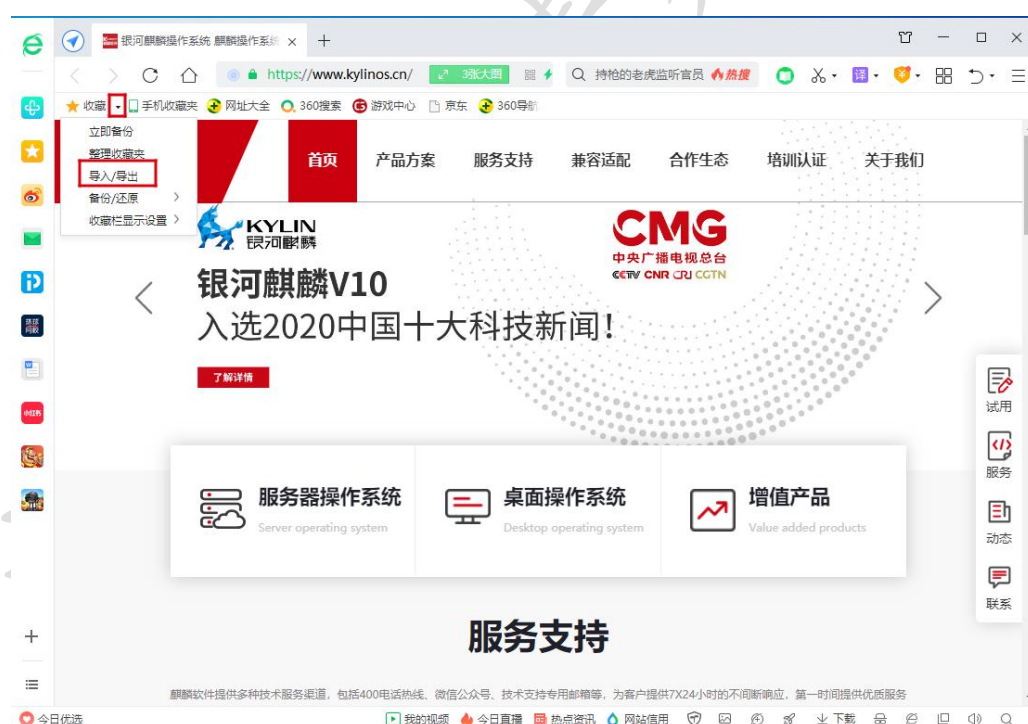 银河麒麟操作系统 麒麟操作系统
https://www.kylinos.cn/ 3张大图 持枪的老虎监听官员 热搜 译
收藏 手机收藏夹 网址大全 360搜索 游戏中心 京东 360导航
立即备份
整理收藏夹
导入/导出
备份/还原
收藏栏显示设置
首页 产品方案 服务支持 兼容适配 合作生态 培训认证 关于我们
KYLIN
银河麒麟
CMG
中央广播电视总台
CCTV CNR CRI CGTN
银河麒麟V10
入选2020中国十大科技新闻！
了解详情
试用
服务
动态
联系
小红书
服务器操作系统
Server operating system
桌面操作系统
Desktop operating system
增值产品
Value added products
服务支持
麒麟软件提供多种技术服务渠道，包括400电话热线、微信公众号、技术支持专用邮箱等，为客户提供7X24小时的不间断响应，第一时间提供优质服务
今日优选 我的视频 今日直播 热点资讯 网站信用 下载